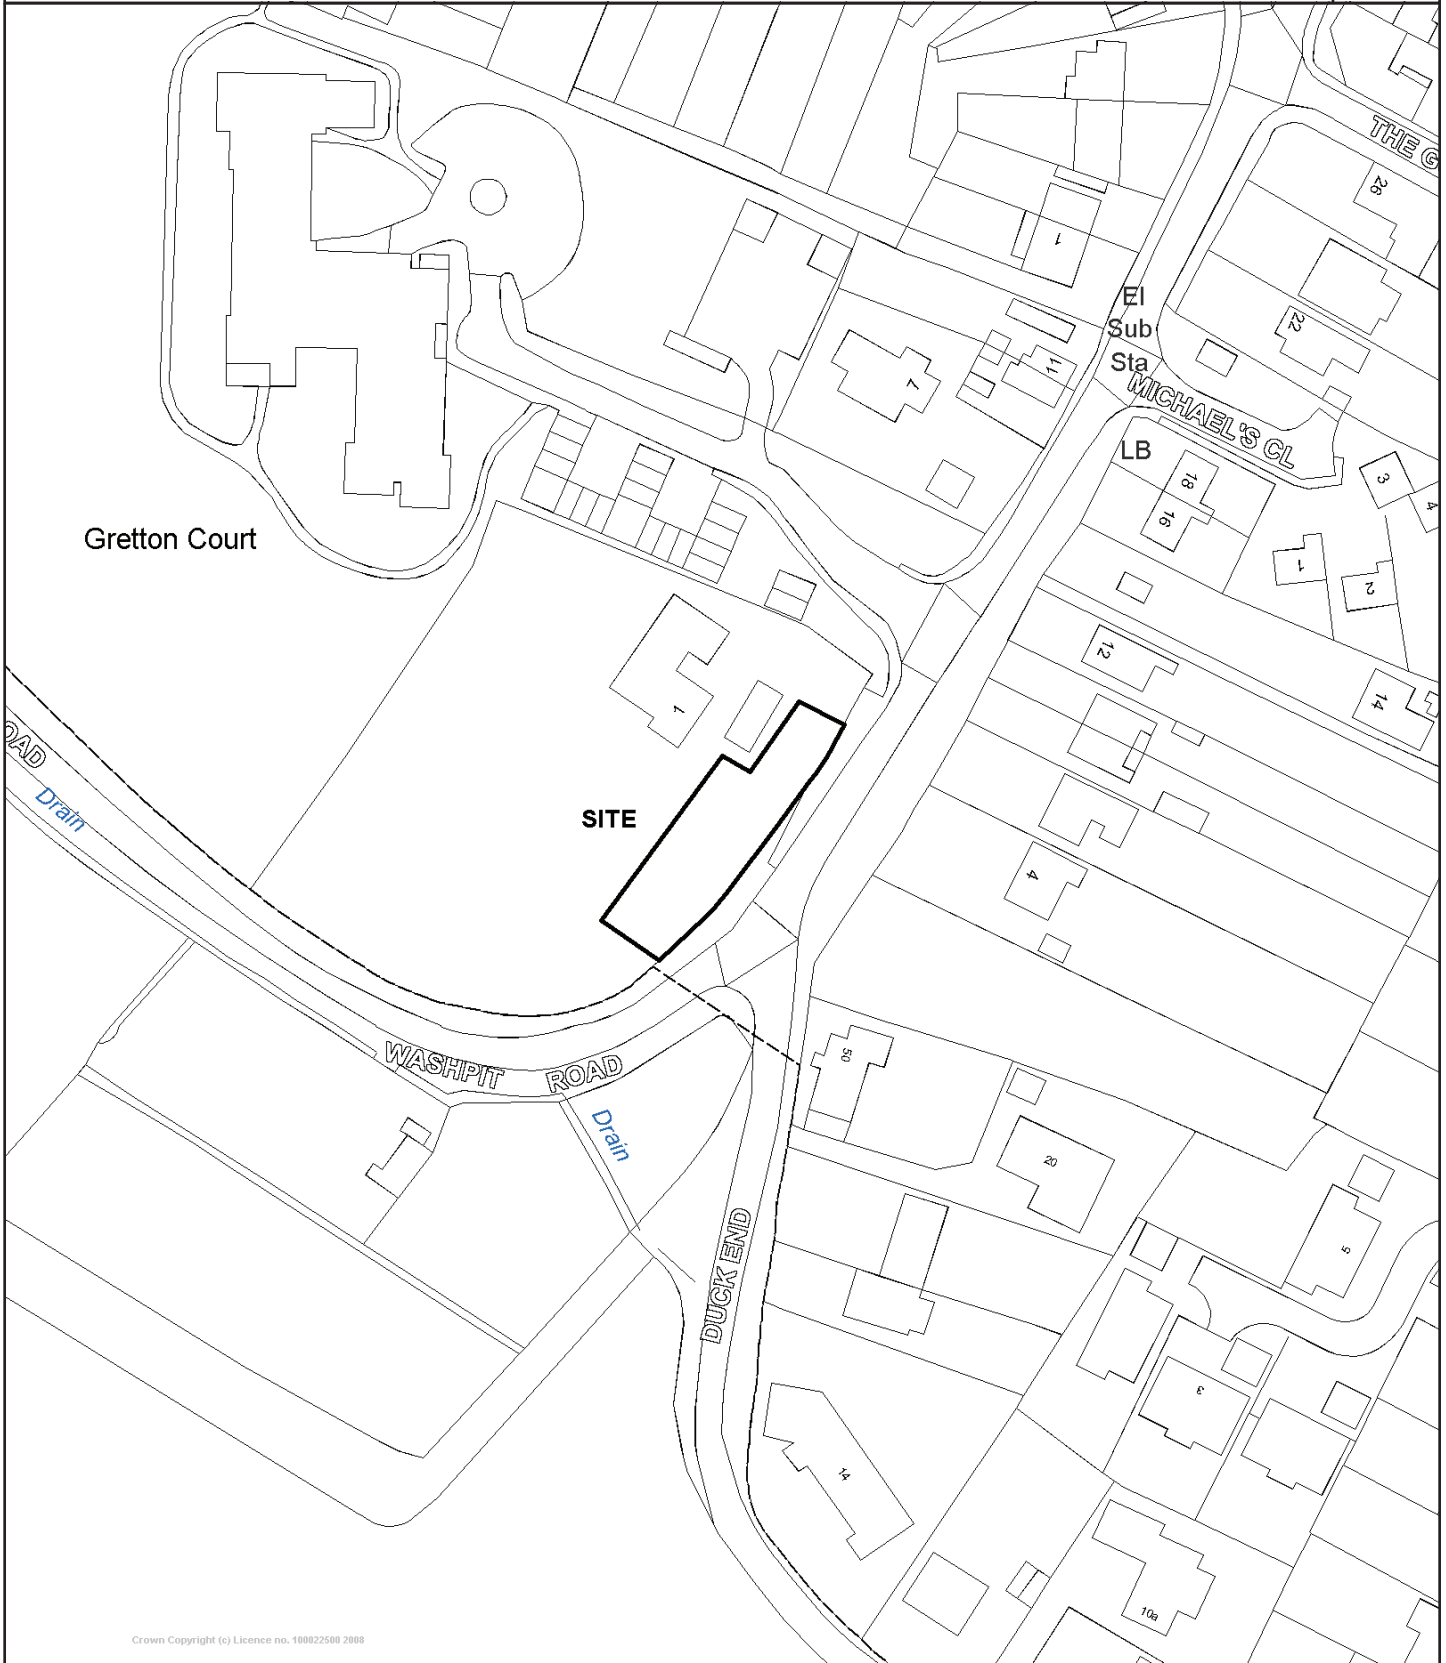 THE G
26
1
El
Sub
Sta
22
11
7
MICHAEL'S CL
LB
18
16
3
4
1
2
Gretton Court
12
14
1
OAD
Drain
SITE
4
WASHPIT ROAD
50
Drain
20
DUCK END
5
3
14
10a
Crown Copyright (c) Licence no. 100022500 2008